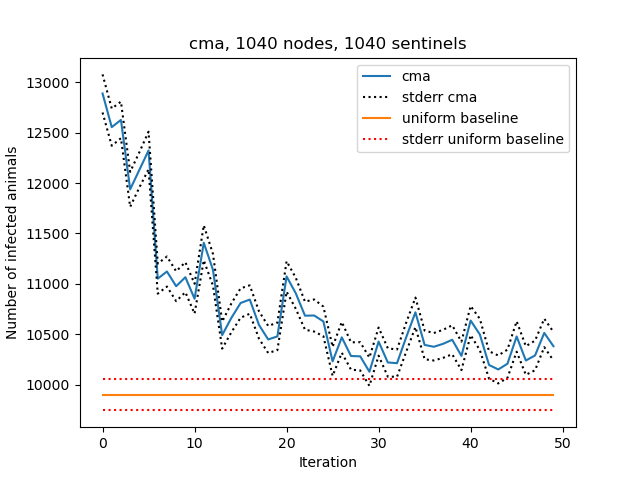 cma, 1040 nodes, 1040 sentinels
cma
stderr cma
uniform baseline
stderr uniform baseline
Number of infected animals
13000
12500
12000
11500
11000
10500
10000
0 10 20 30 40 50
Iteration